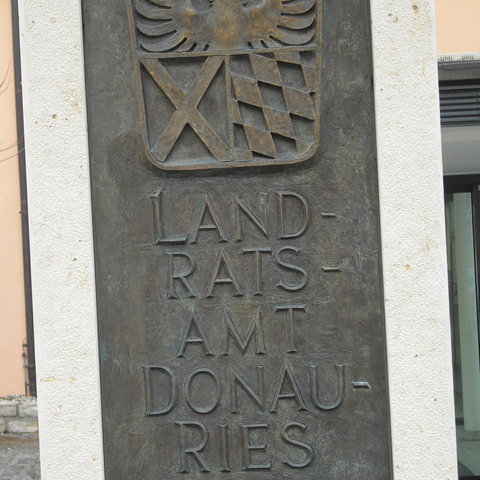 LAND-
RATS-
AMT
DONAU-
RIES